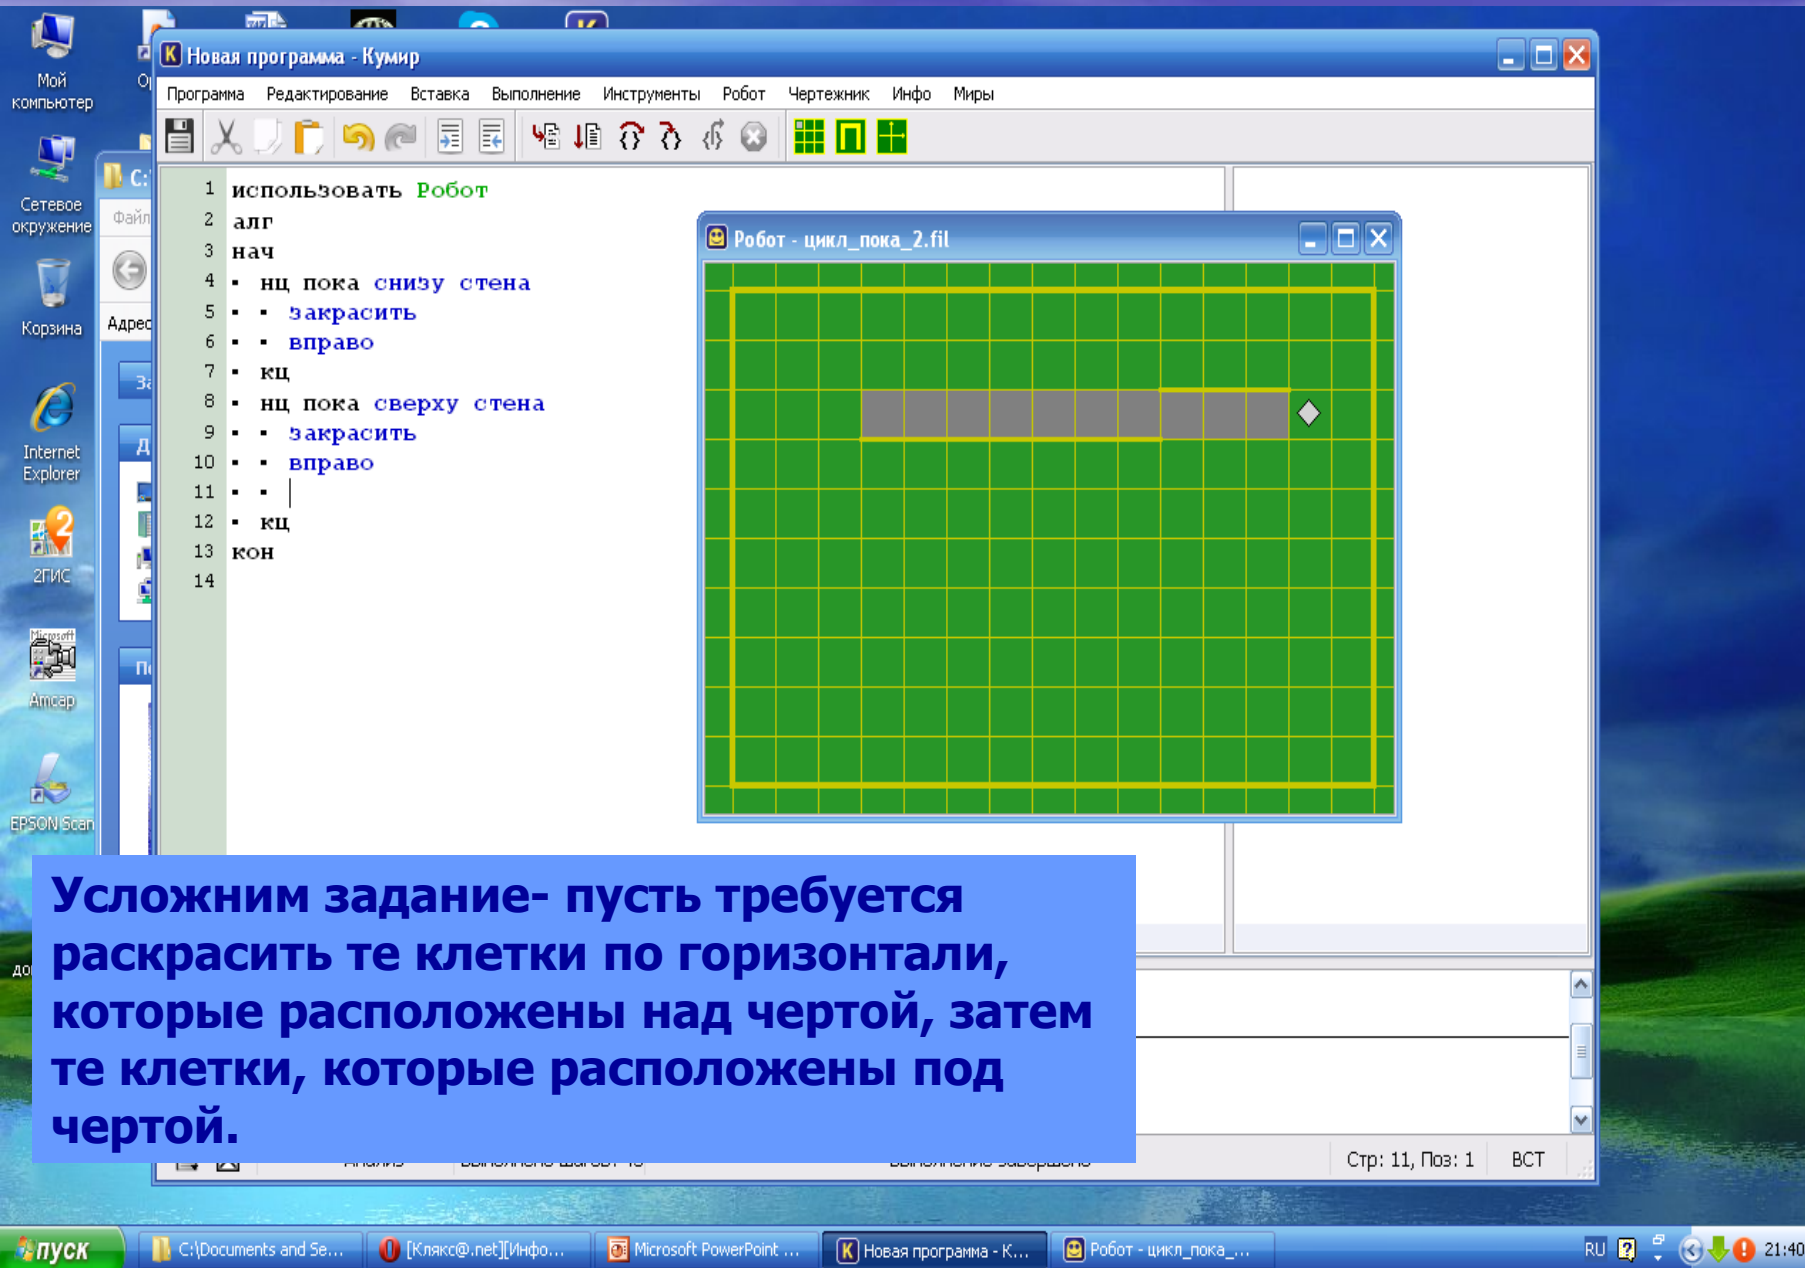 Мой
компьютер
Сетевое
окружение
Корзина
Internet
Explorer
2ГИС
Microsoft
Amcap
EPSON Scan
C:
Файл
Адрес
Новая программа - Кумир
Программа Редактирование Вставка Выполнение Инструменты Робот Чертежник Инфо Миры
1 использовать Робот
2 алг
3 нач
4 нц пока снизу стена
5 закрасить
6 вправо
7 кц
8 нц пока сверху стена
9 закрасить
10 вправо
11
12 кц
13 кон
14
Робот - цикл_пока_2.fil
Усложним задание- пусть требуется
раскрасить те клетки по горизонтали,
которые расположены над чертой, затем
те клетки, которые расположены под
чертой.
Стр: 11, Поз: 1 ВСТ
пуск C:\Documents and Se... [Клякс@.net][Инфо... Microsoft PowerPoint ... Новая программа - К... Робот - цикл_пока_... RU 21:40